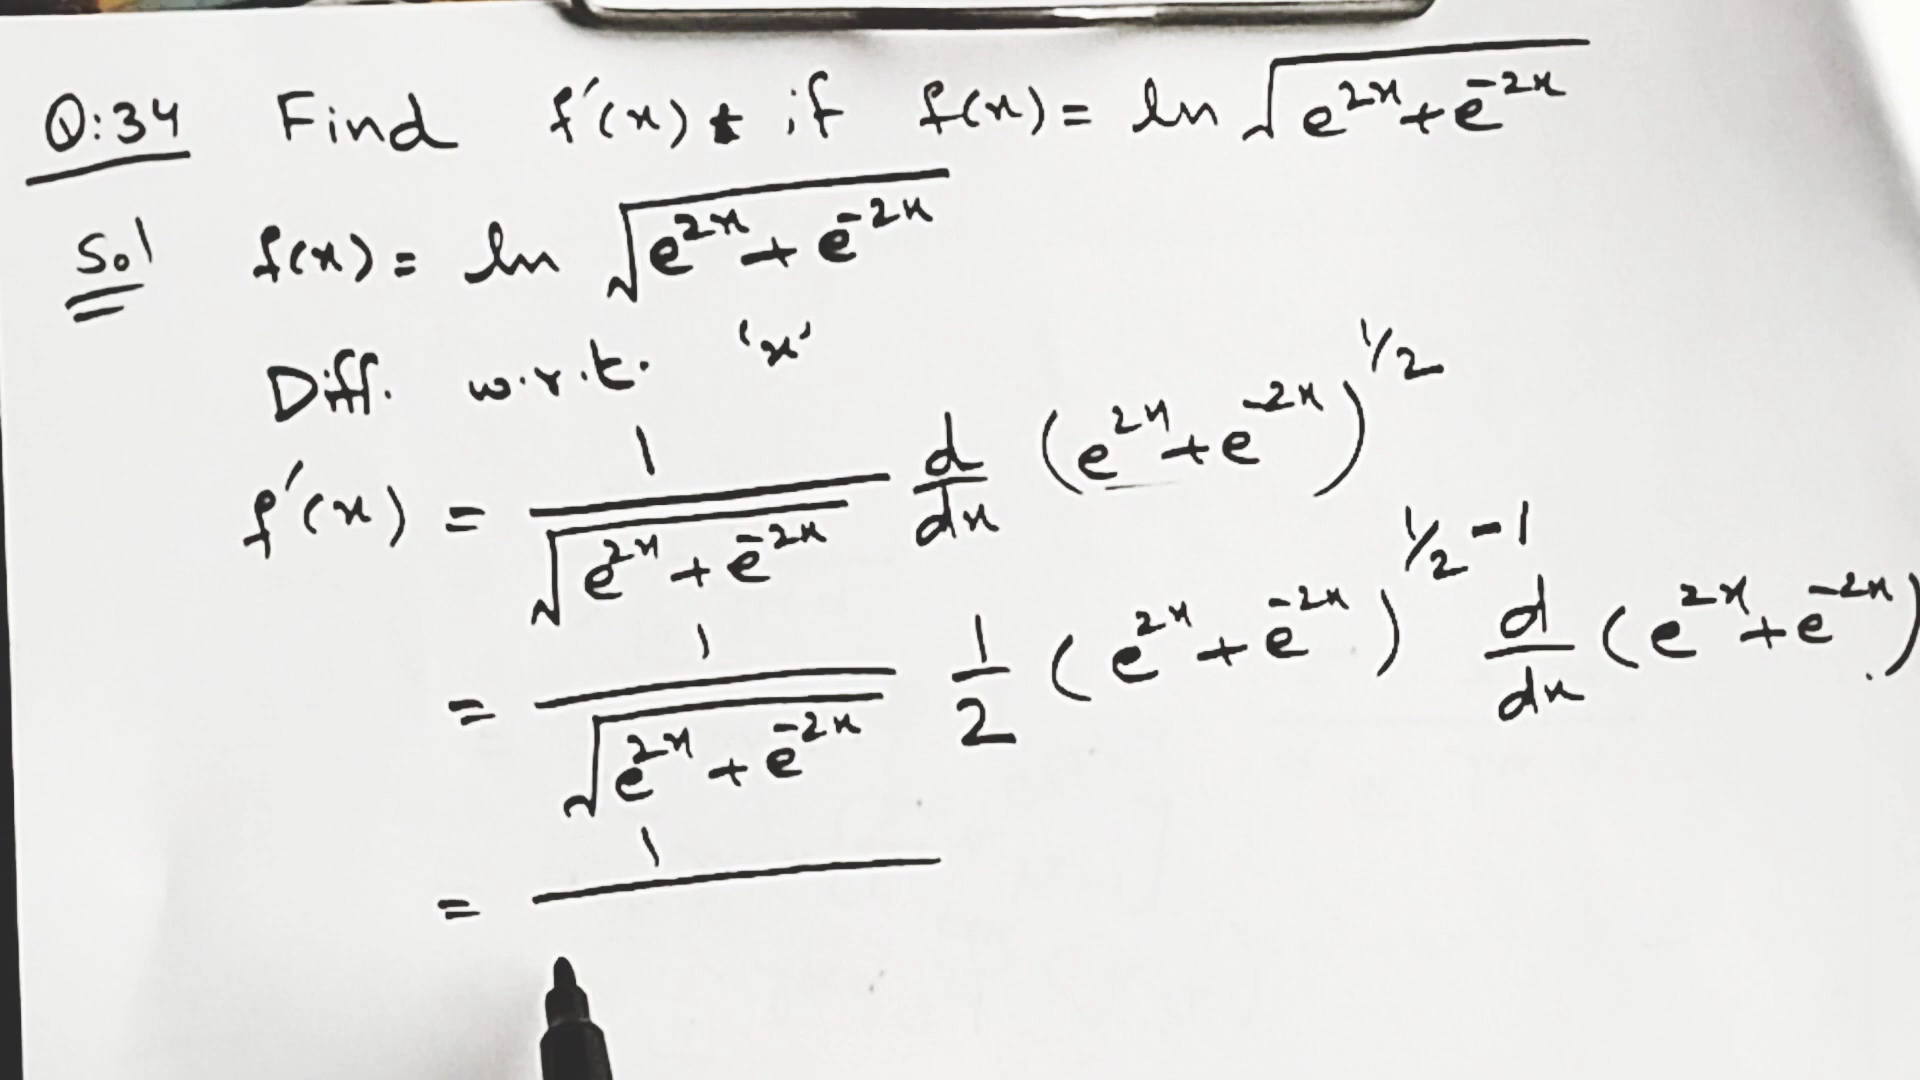 Q:34 Find f'(x) if f(x) = ln √(e^{2x}+e^{-2x})
Sol f(x) = ln √(e^{2x}+e^{-2x})
Diff. w.r.t. 'x'
f'(x) = 1/√(e^{2x}+e^{-2x}) d/dx (e^{2x}+e^{-2x})^{1/2}
= 1/√(e^{2x}+e^{-2x}) 1/2 (e^{2x}+e^{-2x})^{1/2-1} d/dx (e^{2x}+e^{-2x})
= 1/